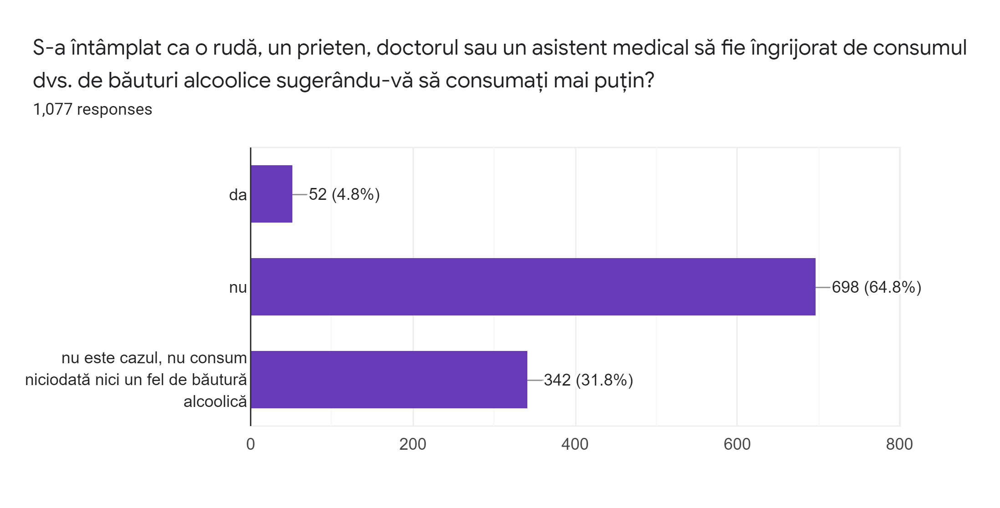 S-a întâmplat ca o rudă, un prieten, doctorul sau un asistent medical să fie îngrijorat de consumul
dvs. de băuturi alcoolice sugerându-vă să consumați mai puțin?
1,077 responses
da
52 (4.8%)
nu
698 (64.8%)
nu este cazul, nu consum
niciodată nici un fel de băutură
alcoolică
342 (31.8%)
0
200
400
600
800